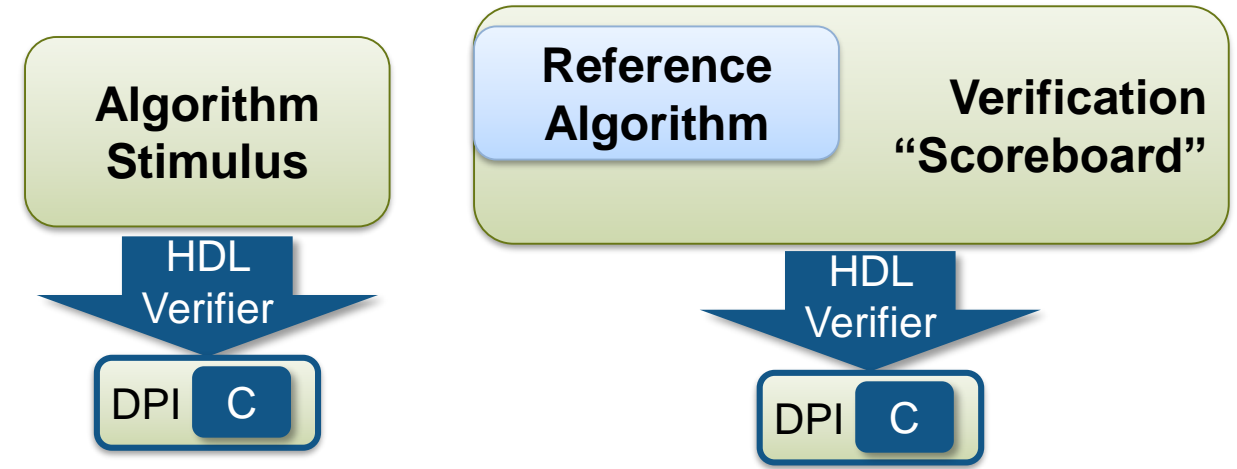 Algorithm
Stimulus
HDL
Verifier
DPI C
Reference
Algorithm
Verification
“Scoreboard”
HDL
Verifier
DPI C